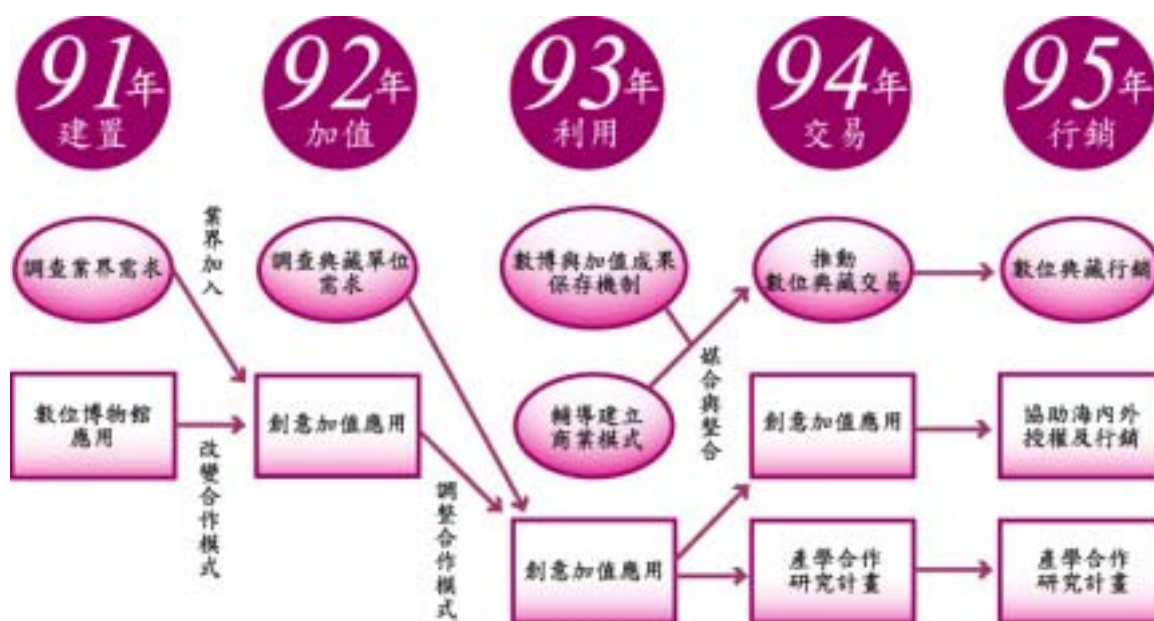 91年
建置
92年
加值
93年
利用
94年
交易
95年
行銷
調查業界需求
業界加入
調查典藏單位
需求
數博與加值成果
保存機制
推動
數位典藏交易
數位典藏行銷
數位博物館
應用
改變合作模式
創意加值應用
調整合作模式
輔導建立
商業模式
媒合與整合
創意加值應用
協助海內外
授權及行銷
創意加值應用
產學合作
研究計畫
產學合作
研究計畫